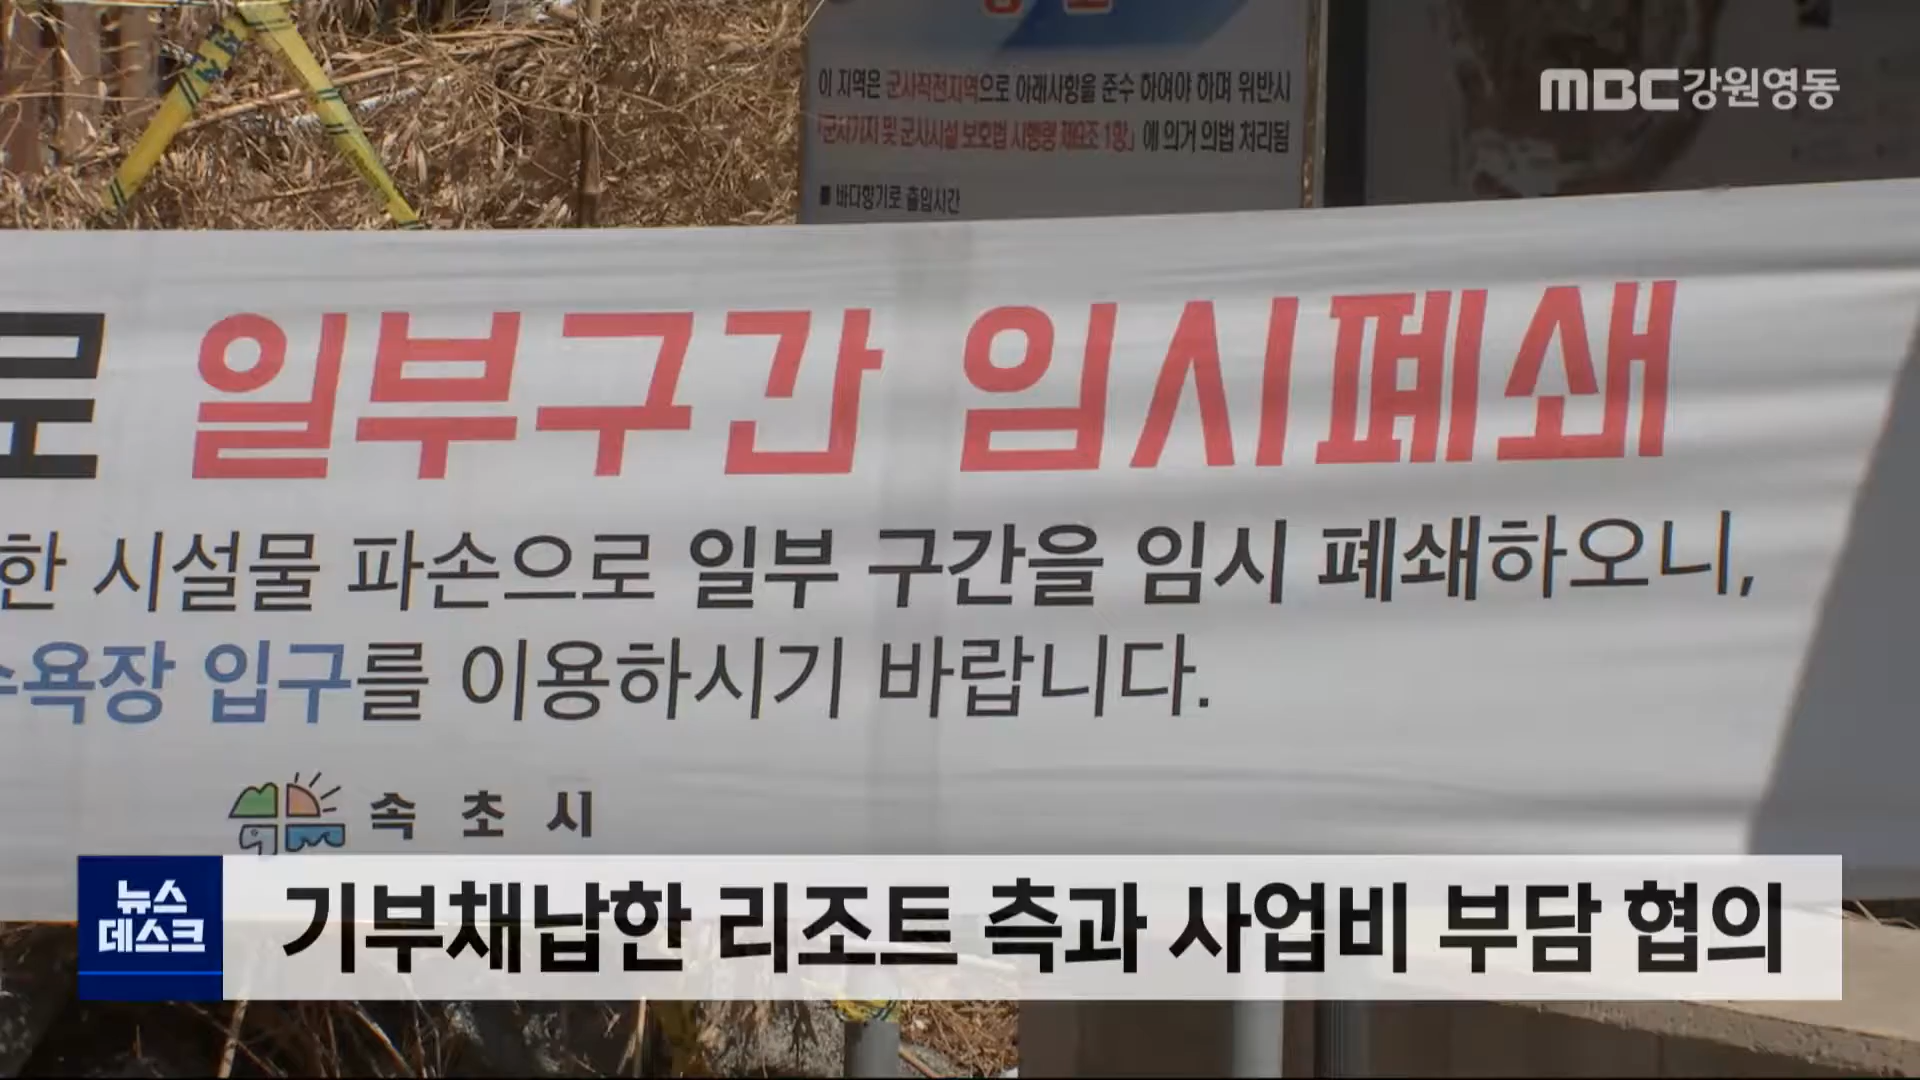 이 지역은 군사작전지역으로 아래사항을 준수 하여야 하며 위반시
「군사기지 및 군사시설 보호법 시행령 제9조 1항」 에 의거 의법 처리됨
■ 바다향기로 출입시간
MBC강원영동
로 일부구간 임시폐쇄
한 시설물 파손으로 일부 구간을 임시 폐쇄하오니,
수욕장 입구를 이용하시기 바랍니다.
속초시
뉴스
데스크
기부채납한 리조트 측과 사업비 부담 협의